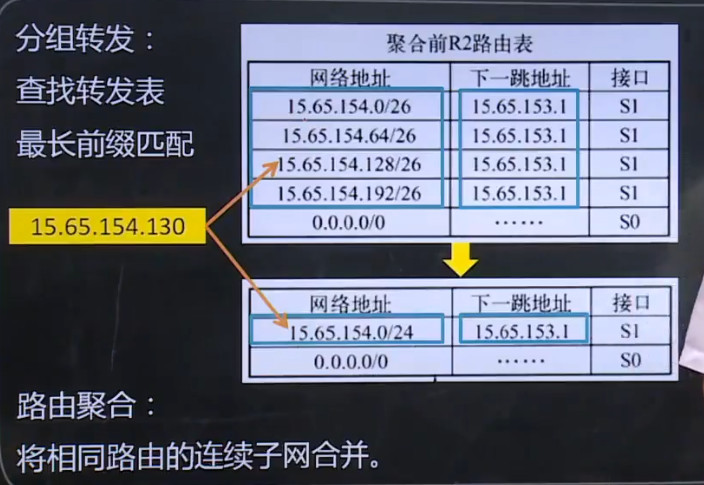 分组转发：
查找转发表
最长前缀匹配
15.65.154.130
聚合前R2路由表
网络地址 下一跳地址 接口
15.65.154.0/26 15.65.153.1 S1
15.65.154.64/26 15.65.153.1 S1
15.65.154.128/26 15.65.153.1 S1
15.65.154.192/26 15.65.153.1 S1
0.0.0.0/0 …… S0
网络地址 下一跳地址 接口
15.65.154.0/24 15.65.153.1 S1
0.0.0.0/0 …… S0
路由聚合：
将相同路由的连续子网合并。